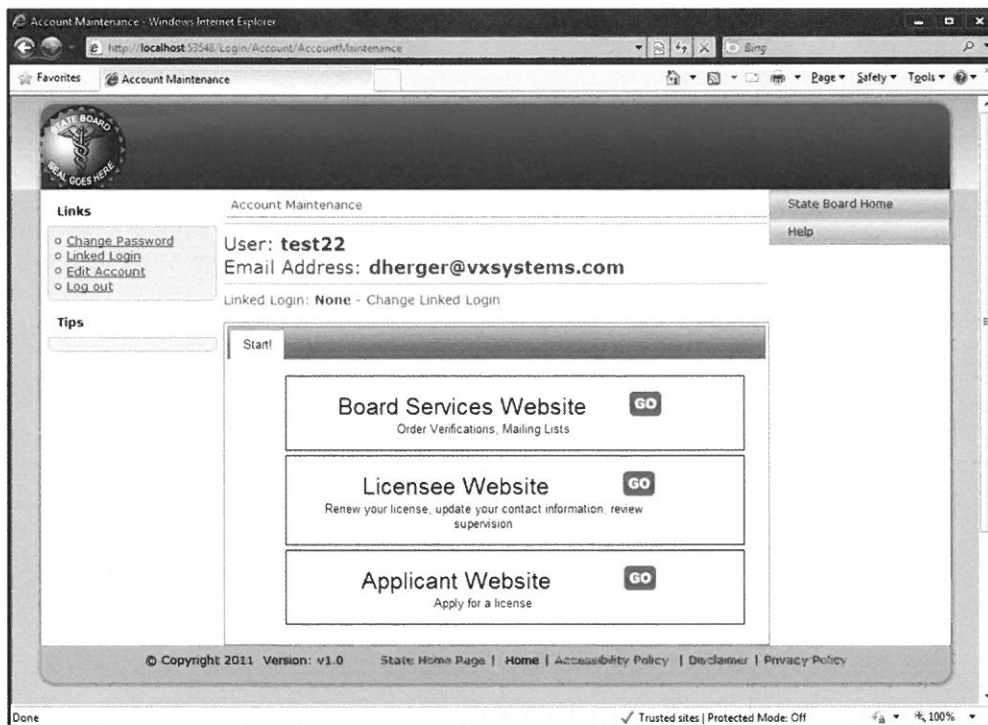 Account Maintenance - Windows Internet Explorer
http://localhost:53548/Login/Account/AccountMaintenance
Bing
Favorites
Account Maintenance
Page Safety Tools
STATE BOARD
SEAL GOES HERE
Links
Change Password
Linked Login
Edit Account
Log out
Tips
Account Maintenance
User: test22
Email Address: dherger@vxsystems.com
Linked Login: None - Change Linked Login
Start!
Board Services Website GO
Order Verifications, Mailing Lists
Licensee Website GO
Renew your license, update your contact information, review
supervision
Applicant Website GO
Apply for a license
State Board Home
Help
© Copyright 2011 Version: v1.0 State Home Page | Home | Accessibility Policy | Disclaimer | Privacy Policy
Done
Trusted sites | Protected Mode: Off
100%